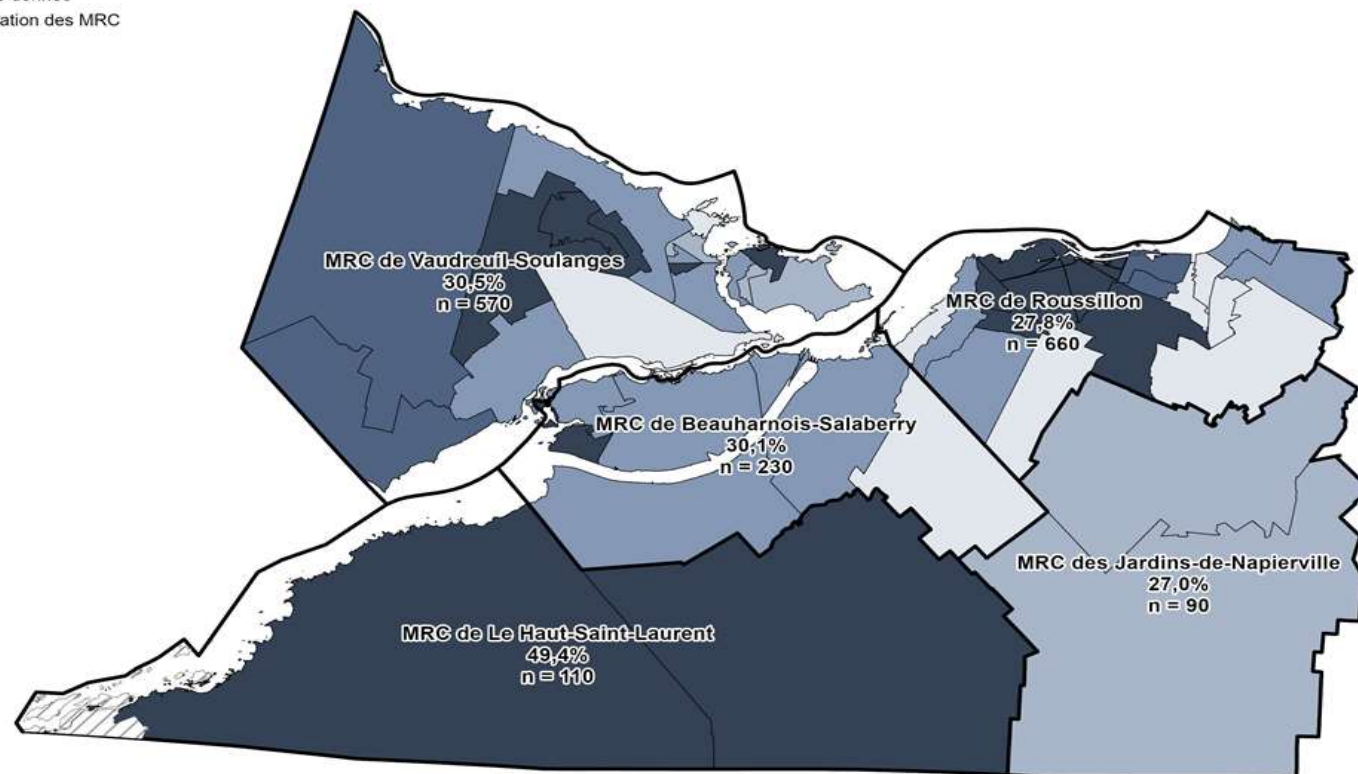 ation des MRC
MRC de Vaudreuil-Soulanges
30,5%
n = 570
MRC de Roussillon
27,8%
n = 660
MRC de Beauharnois-Salaberry
30,1%
n = 230
MRC des Jardins-de-Napierville
27,0%
n = 90
MRC de Le Haut-Saint-Laurent
49,4%
n = 110